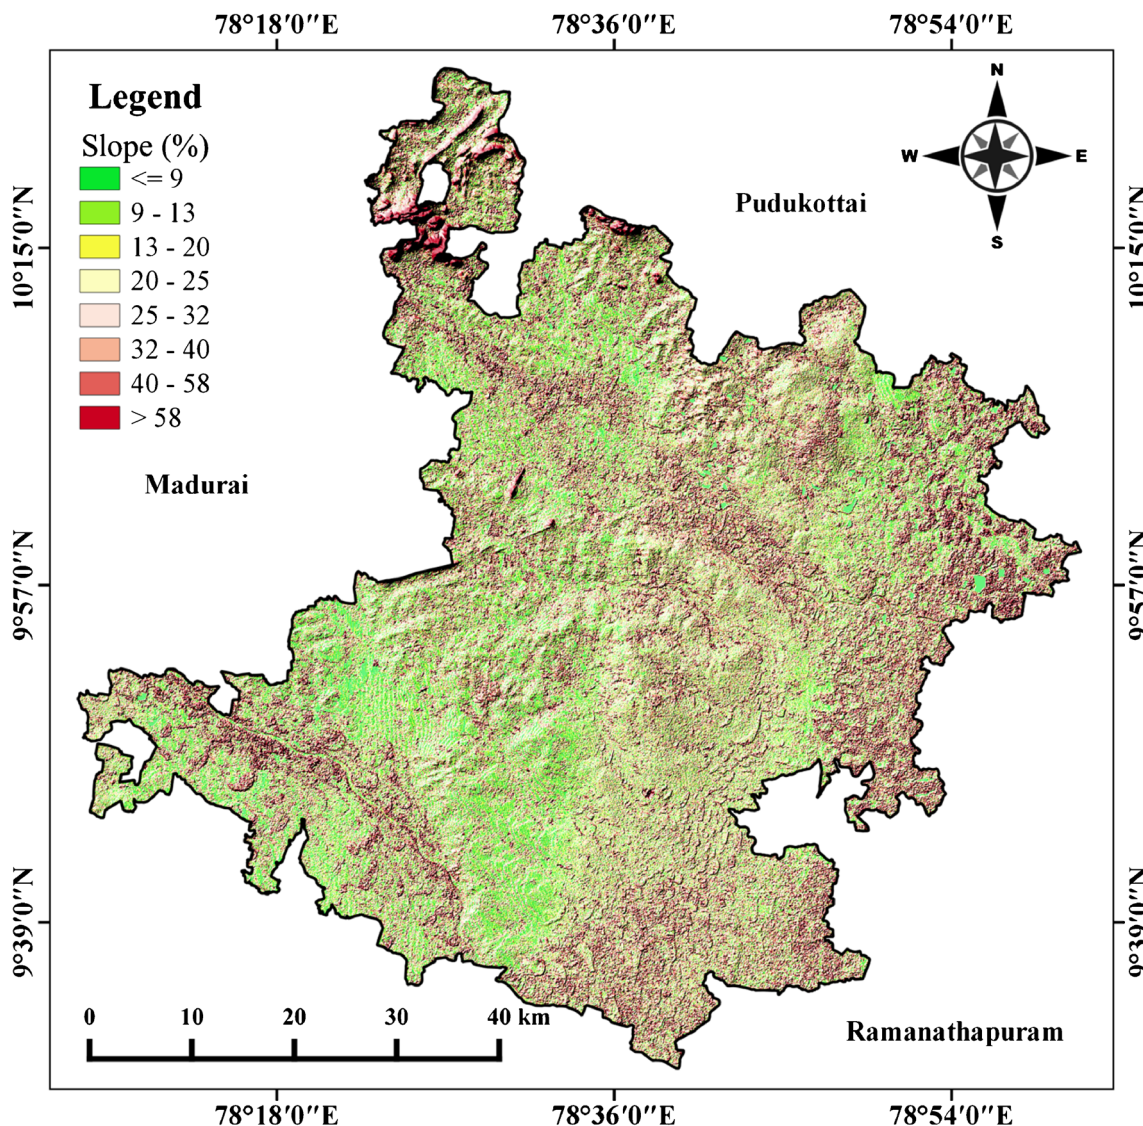 78°18'0"E 78°36'0"E 78°54'0"E
Legend
Slope (%)
<= 9
9 - 13
13 - 20
20 - 25
25 - 32
32 - 40
40 - 58
> 58
N
W E
S
Pudukottai
10°15'0"N 10°15'0"N
Madurai
9°57'0"N 9°57'0"N
9°39'0"N 9°39'0"N
0 10 20 30 40 km
Ramanathapuram
78°18'0"E 78°36'0"E 78°54'0"E